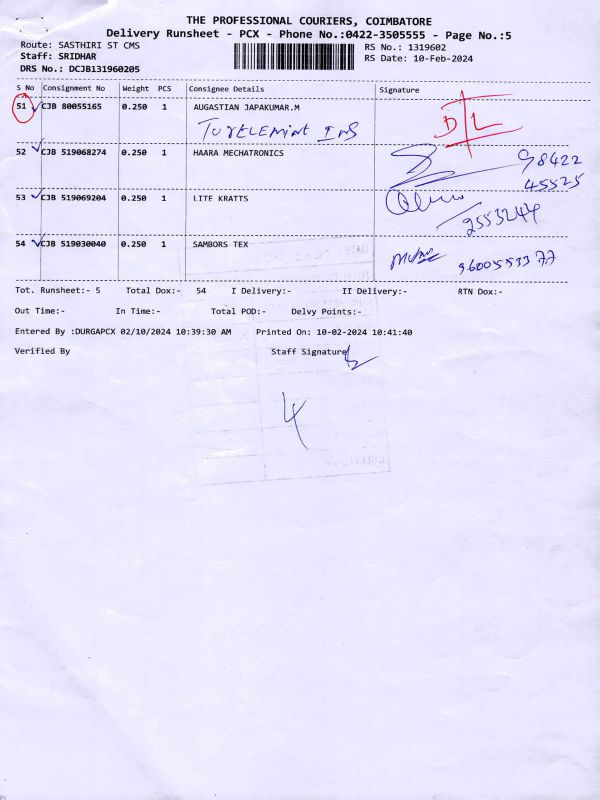 THE PROFESSIONAL COURIERS, COIMBATORE
Delivery Runsheet - PCX - Phone No.:0422-3505555 - Page No.:5
Route: SASTHIRI ST CMS RS No.: 1319602
Staff: SRIDHAR RS Date: 10-Feb-2024
DRS No.: DCJB131960205
S No Consignment No Weight PCS Consignee Details Signature
51 CJB 80055165 0.250 1 AUGASTIAN JAPAKUMAR.M
D L
TURTLEMINT INS
52 CJB 519068274 0.250 1 HAARA MECHATRONICS 98422
45525
53 CJB 519069204 0.250 1 LITE KRATTS
2553244
54 CJB 519030040 0.250 1 SAMBORS TEX
9600553377
Tot. Runsheet:- 5 Total Dox:- 54 I Delivery:- II Delivery:- RTN Dox:-
Out Time:- In Time:- Total POD:- Delvy Points:-
Entered By :DURGAPCX 02/10/2024 10:39:30 AM Printed On: 10-02-2024 10:41:40
Verified By Staff Signature
4